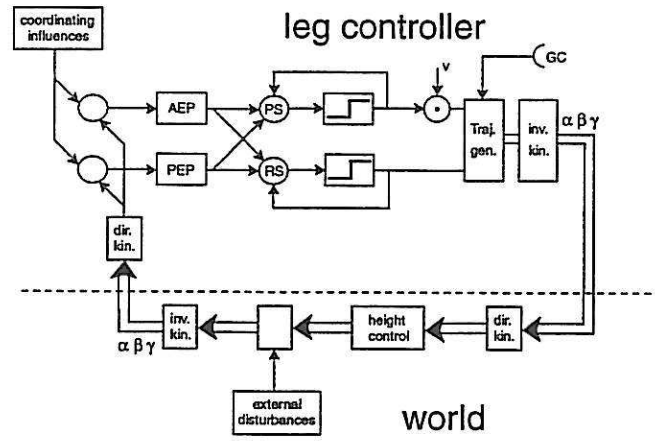 coordinating
influences
leg controller
GC
v
AEP
PS
PEP
RS
Traj.
gen.
inv.
kin.
α β γ
dir.
kin.
α β γ
inv.
kin.
height
control
dir.
kin.
external
disturbances
world